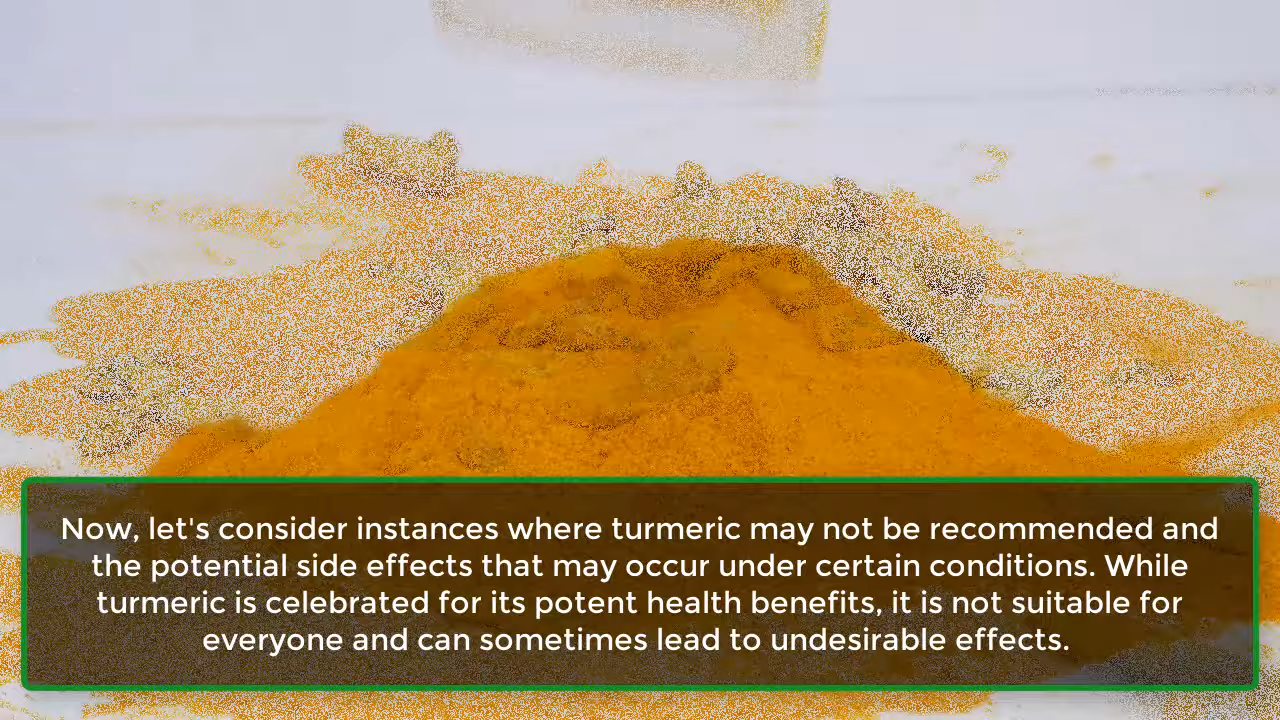 Now, let's consider instances where turmeric may not be recommended and
the potential side effects that may occur under certain conditions. While
turmeric is celebrated for its potent health benefits, it is not suitable for
everyone and can sometimes lead to undesirable effects.